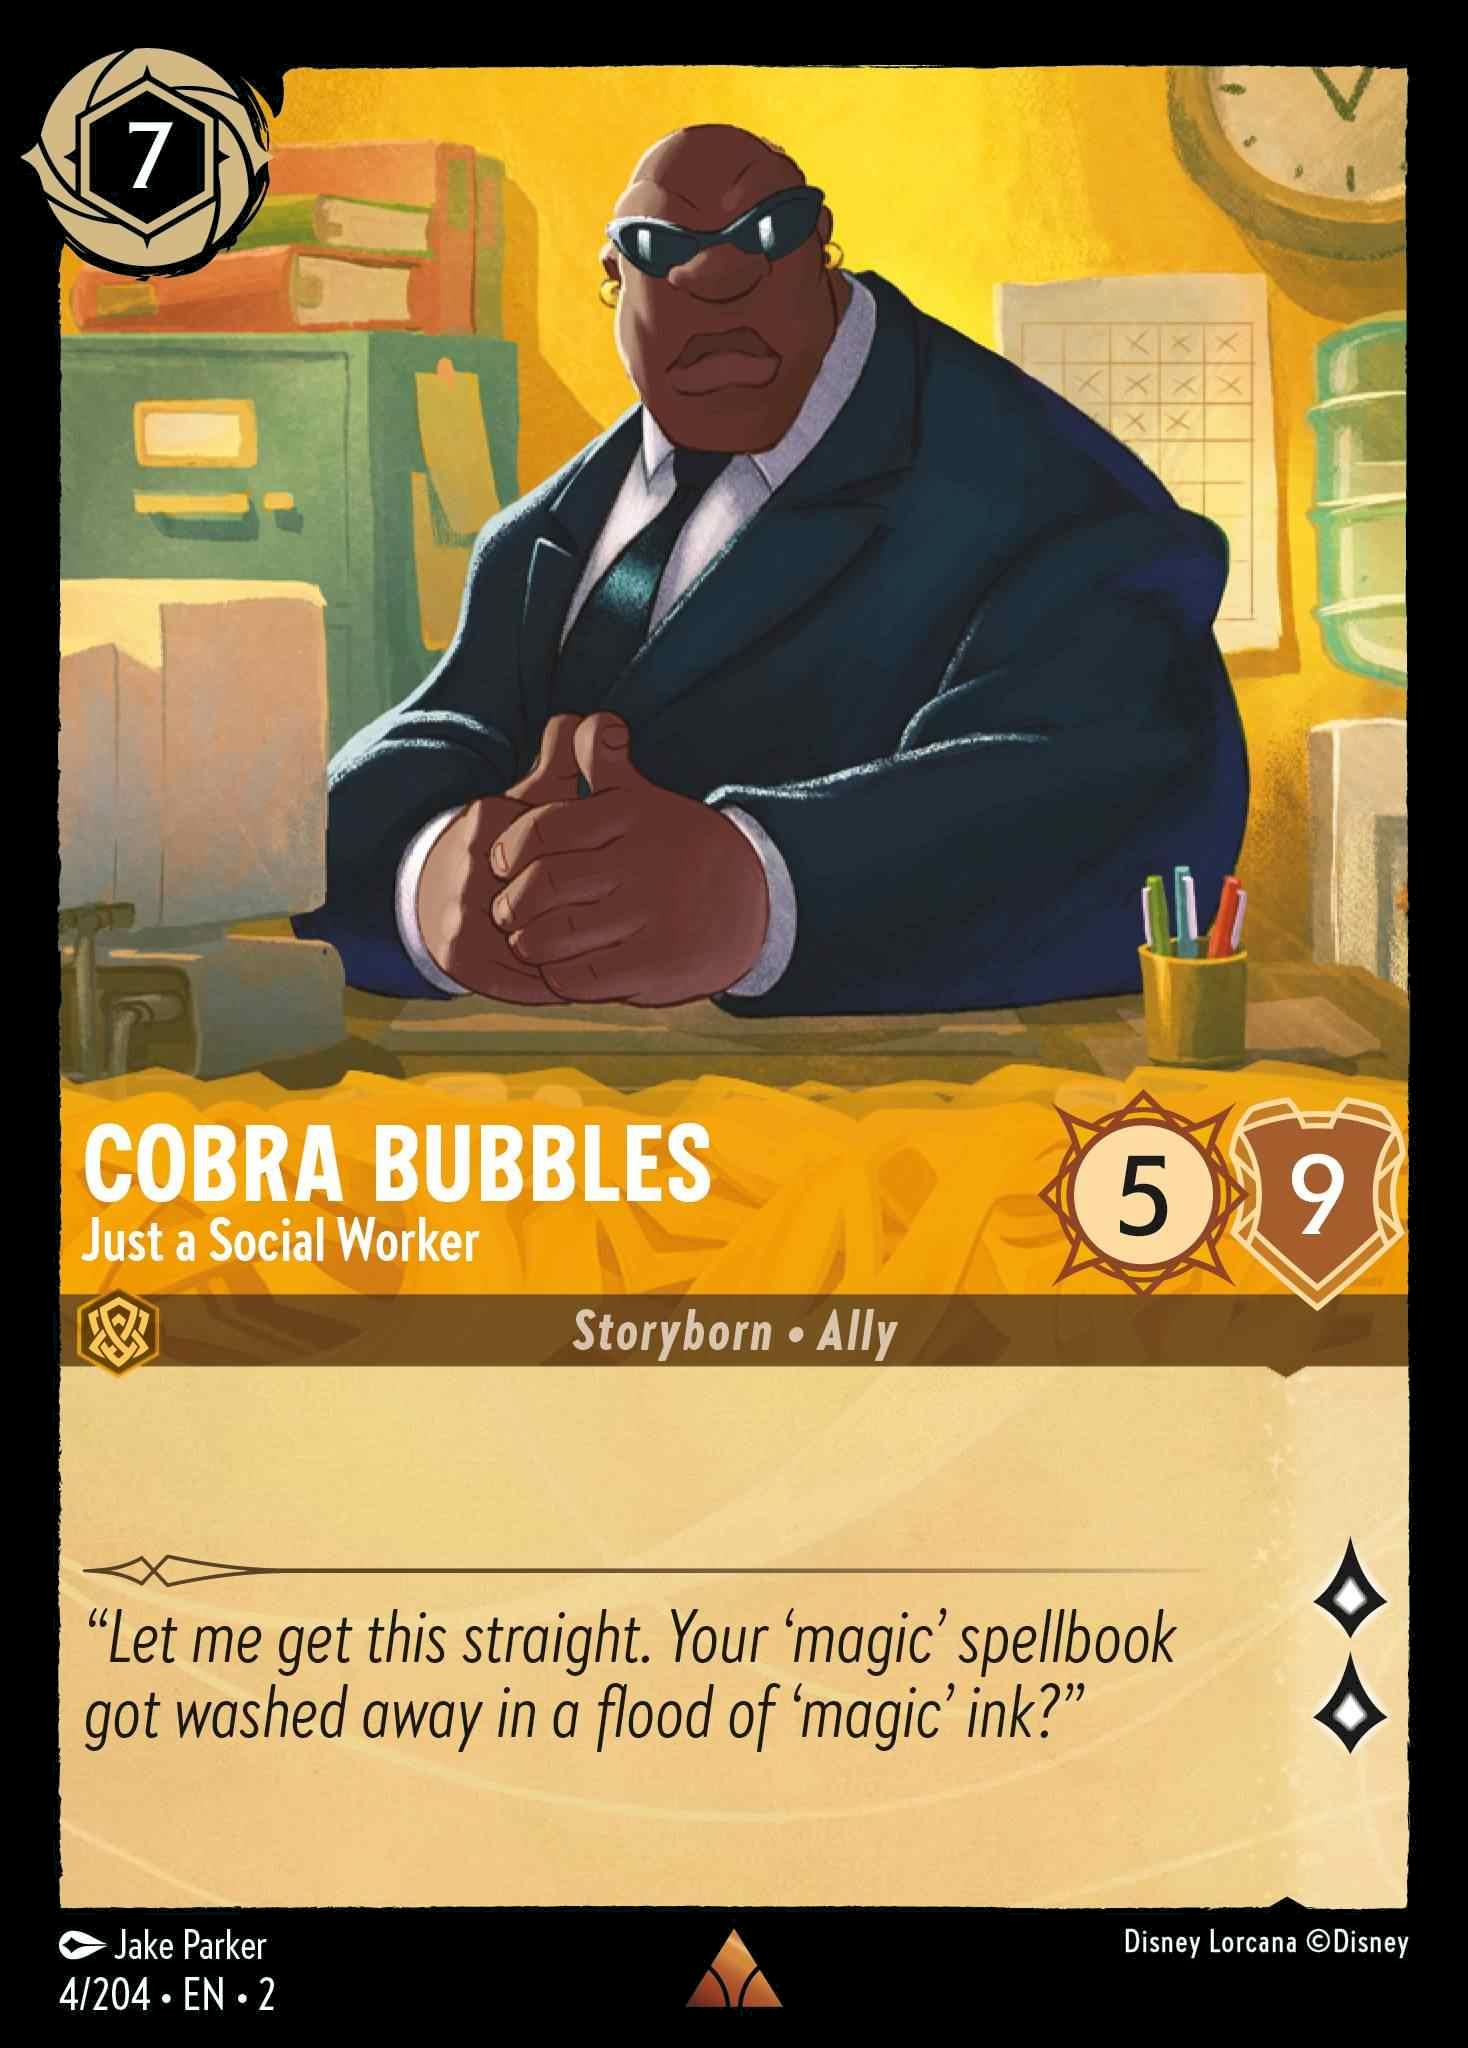 7
COBRA BUBBLES
Just a Social Worker
5
9
Storyborn • Ally
“Let me get this straight. Your ‘magic’ spellbook
got washed away in a flood of ‘magic’ ink?”
Jake Parker
Disney Lorcana ©Disney
4/204 • EN • 2